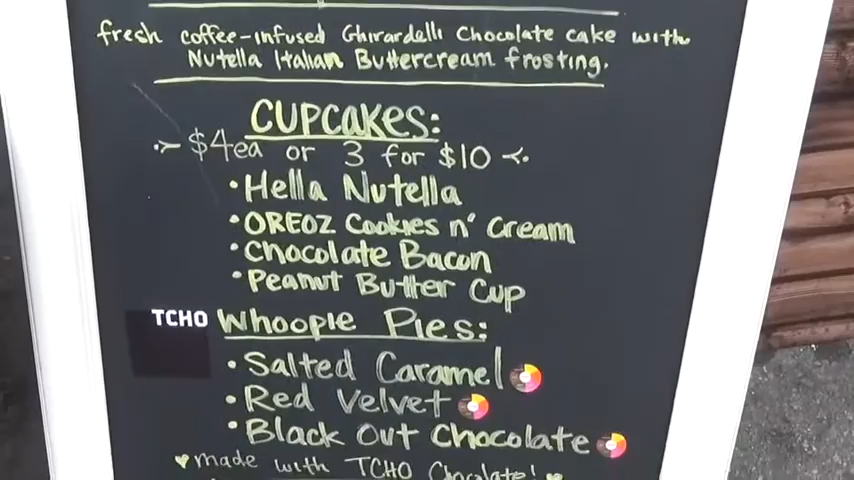 fresh coffee-infused Ghirardelli Chocolate cake with
Nutella Italian Buttercream frosting.
CUPCAKES:
$4ea or 3 for $10
• Hella Nutella
• OREOZ Cookies n' Cream
• Chocolate Bacon
• Peanut Butter Cup
TCHO Whoopie Pies:
• Salted Caramel
• Red Velvet
• Black Out Chocolate
made with TCHO Chocolate!